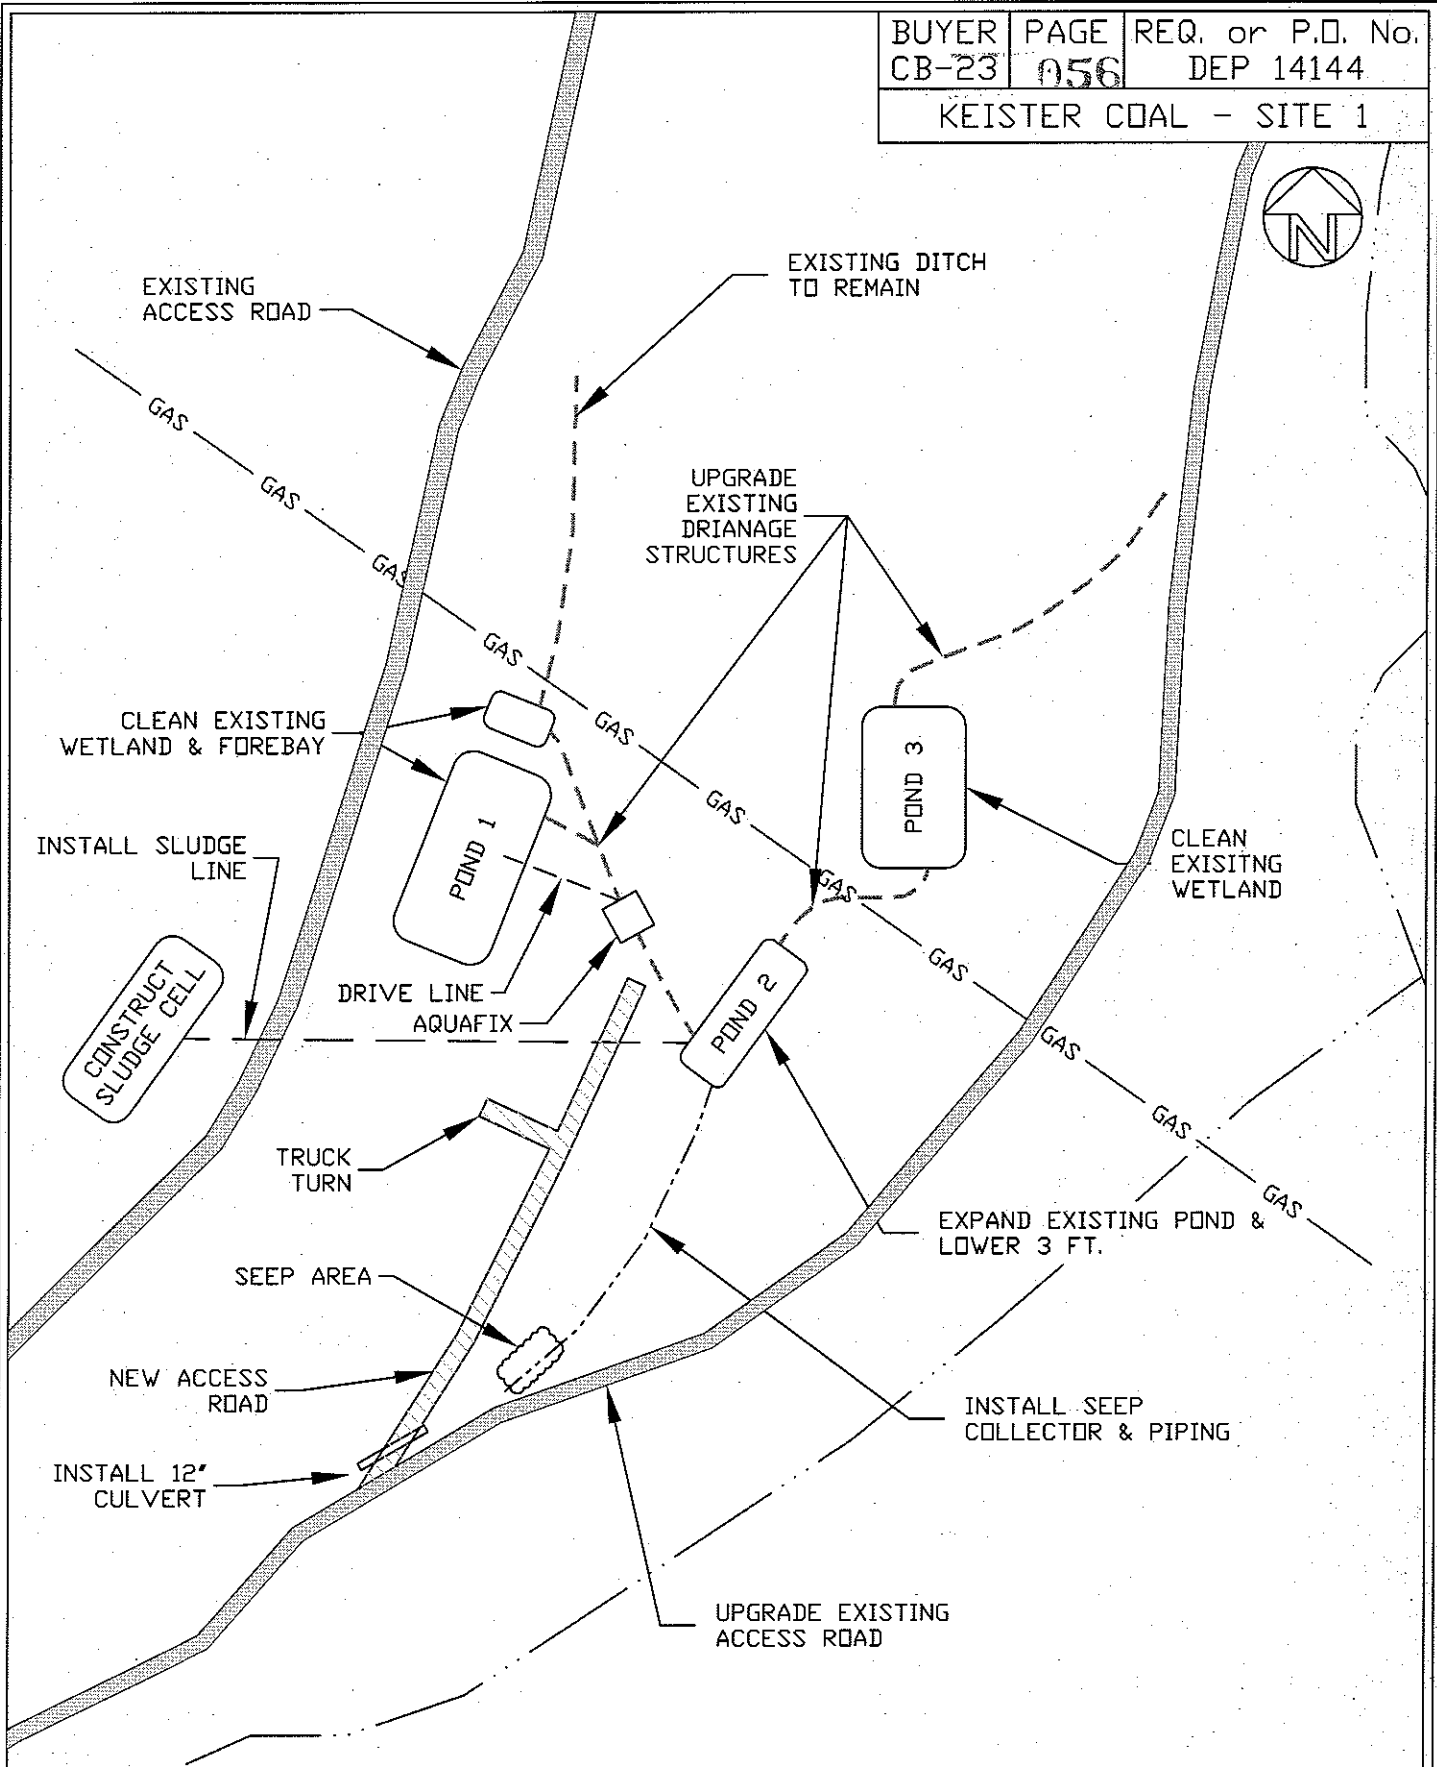 BUYER PAGE REQ. or P.O. No.
CB-23 056 DEP 14144
KEISTER COAL - SITE 1
N
EXISTING DITCH
TO REMAIN
EXISTING
ACCESS ROAD
GAS
GAS
GAS
GAS
GAS
GAS
GAS
GAS
GAS
GAS
GAS
UPGRADE
EXISTING
DRIANAGE
STRUCTURES
CLEAN EXISTING
WETLAND & FOREBAY
POND 3
POND 1
CLEAN
EXISITNG
WETLAND
INSTALL SLUDGE
LINE
DRIVE LINE
AQUAFIX
POND 2
CONSTRUCT
SLUDGE CELL
TRUCK
TURN
EXPAND EXISTING POND &
LOWER 3 FT.
SEEP AREA
NEW ACCESS
ROAD
INSTALL SEEP
COLLECTOR & PIPING
INSTALL 12"
CULVERT
UPGRADE EXISTING
ACCESS ROAD